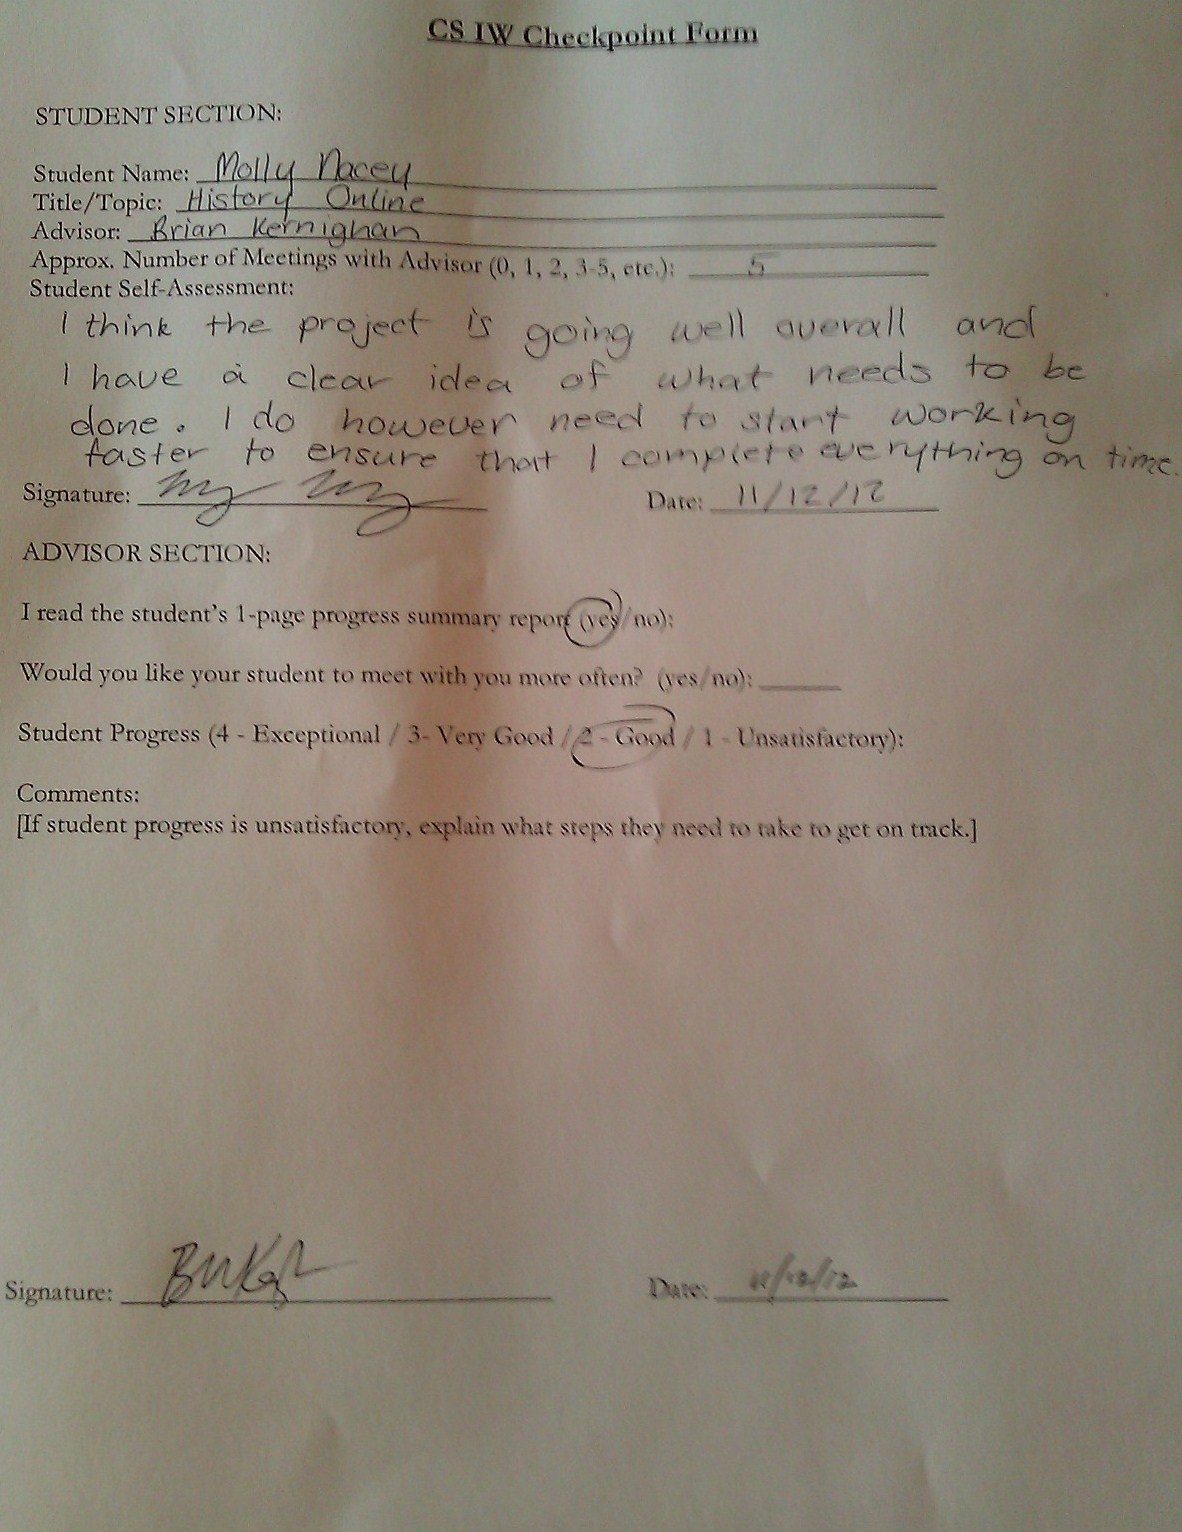 CS IW Checkpoint Form
STUDENT SECTION:
Student Name: Molly Nacey
Title/Topic: History Online
Advisor: Brian Kernighan
Approx. Number of Meetings with Advisor (0, 1, 2, 3-5, etc.): 5
Student Self-Assessment:
I think the project is going well overall and
I have a clear idea of what needs to be
done. I do however need to start working
faster to ensure that I complete everything on time.
Signature: Date: 11/12/12
ADVISOR SECTION:
I read the student's 1-page progress summary report (yes/no):
Would you like your student to meet with you more often? (yes/no):
Student Progress (4 - Exceptional / 3- Very Good / 2 - Good / 1 - Unsatisfactory):
Comments:
[If student progress is unsatisfactory, explain what steps they need to take to get on track.]
Signature: Date: 11/12/12